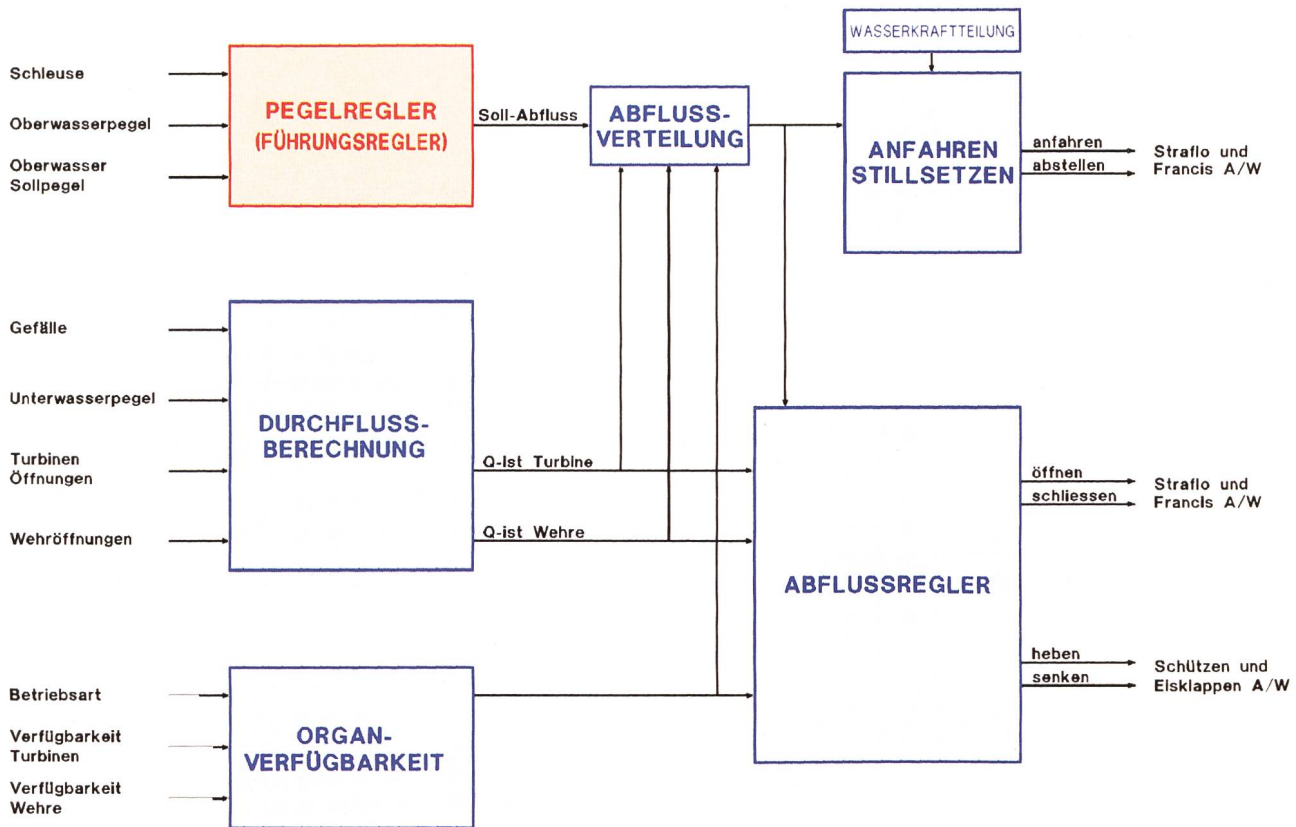 WASSERKRAFTTEILUNG
Schleuse
Oberwasserpegel
Oberwasser
Sollpegel
PEGELREGLER
(FÜHRUNGSREGLER)
Soll-Abfluss
ABFLUSS-
VERTEILUNG
ANFAHREN
STILLSETZEN
anfahren
abstellen
Straflo und
Francis A/W
Gefälle
Unterwasserpegel
Turbinen
Öffnungen
Wehröffnungen
DURCHFLUSS-
BERECHNUNG
Q-ist Turbine
Q-ist Wehre
ABFLUSSREGLER
öffnen
schliessen
Straflo und
Francis A/W
heben
senken
Schützen und
Eisklappen A/W
Betriebsart
Verfügbarkeit
Turbinen
Verfügbarkeit
Wehre
ORGAN-
VERFÜGBARKEIT